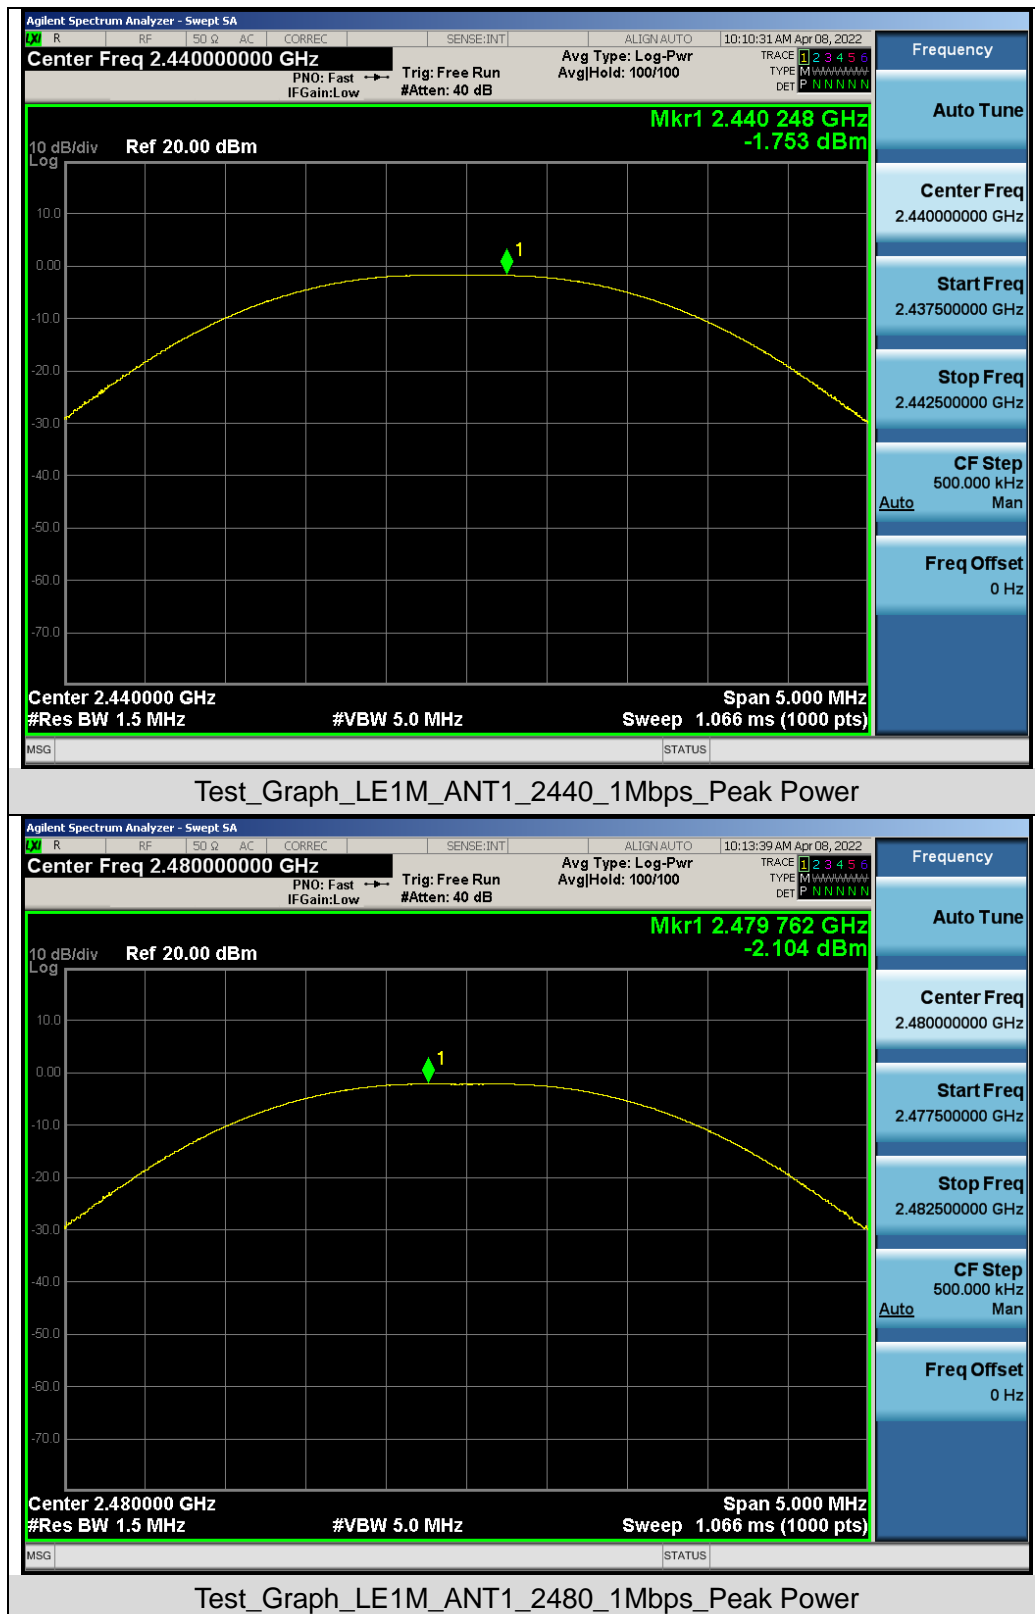 Agilent Spectrum Analyzer - Swept SA
LXI R RF 50 Ω AC CORREC SENSE:INT ALIGNAUTO 10:10:31 AM Apr 08, 2022
Center Freq 2.440000000 GHz
PNO: Fast
IFGain:Low
Trig: Free Run
#Atten: 40 dB
Avg Type: Log-Pwr
Avg|Hold: 100/100
TRACE 1 2 3 4 5 6
TYPE M WWWWW
DET P N N N N N
Mkr1 2.440 248 GHz
-1.753 dBm
10 dB/div Ref 20.00 dBm
Log
10.0
0.00
-10.0
-20.0
-30.0
-40.0
-50.0
-60.0
-70.0
1
Center 2.440000 GHz Span 5.000 MHz
#Res BW 1.5 MHz #VBW 5.0 MHz Sweep 1.066 ms (1000 pts)
MSG STATUS
Frequency
Auto Tune
Center Freq
2.440000000 GHz
Start Freq
2.437500000 GHz
Stop Freq
2.442500000 GHz
CF Step
500.000 kHz
Auto Man
Freq Offset
0 Hz
Test_Graph_LE1M_ANT1_2440_1Mbps_Peak Power
Agilent Spectrum Analyzer - Swept SA
LXI R RF 50 Ω AC CORREC SENSE:INT ALIGNAUTO 10:13:39 AM Apr 08, 2022
Center Freq 2.480000000 GHz
PNO: Fast
IFGain:Low
Trig: Free Run
#Atten: 40 dB
Avg Type: Log-Pwr
Avg|Hold: 100/100
TRACE 1 2 3 4 5 6
TYPE M WWWWW
DET P N N N N N
Mkr1 2.479 762 GHz
-2.104 dBm
10 dB/div Ref 20.00 dBm
Log
10.0
0.00
-10.0
-20.0
-30.0
-40.0
-50.0
-60.0
-70.0
1
Center 2.480000 GHz Span 5.000 MHz
#Res BW 1.5 MHz #VBW 5.0 MHz Sweep 1.066 ms (1000 pts)
MSG STATUS
Frequency
Auto Tune
Center Freq
2.480000000 GHz
Start Freq
2.477500000 GHz
Stop Freq
2.482500000 GHz
CF Step
500.000 kHz
Auto Man
Freq Offset
0 Hz
Test_Graph_LE1M_ANT1_2480_1Mbps_Peak Power